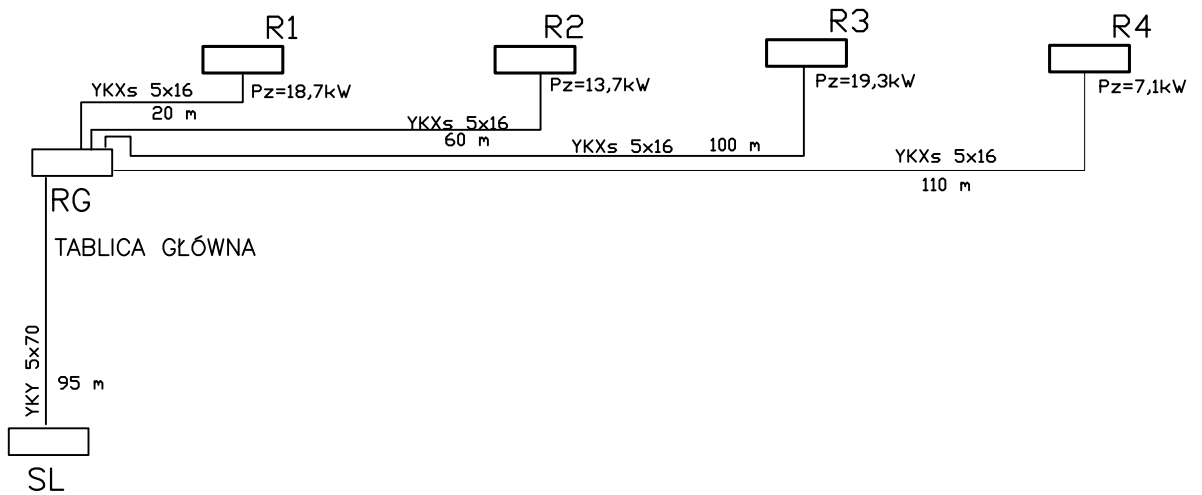 R1
R2
R3
R4
Pz=18,7kW
Pz=13,7kW
Pz=19,3kW
Pz=7,1kW
YKXs 5x16
20 m
YKXs 5x16
60 m
YKXs 5x16
100 m
YKXs 5x16
110 m
RG
TABLICA GŁÓWNA
YKY 5x70
95 m
SL